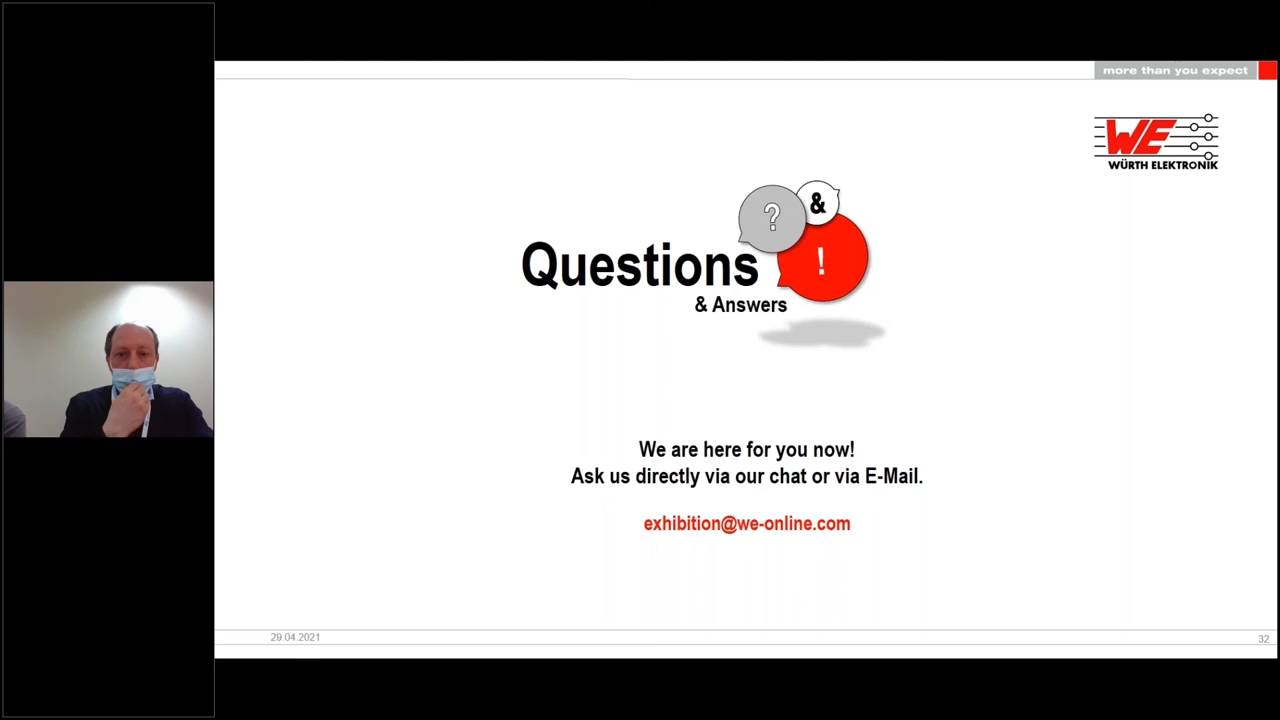 more than you expect
WE
WÜRTH ELEKTRONIK
? & !
Questions
& Answers
We are here for you now!
Ask us directly via our chat or via E-Mail.
exhibition@we-online.com
29.04.2021
32